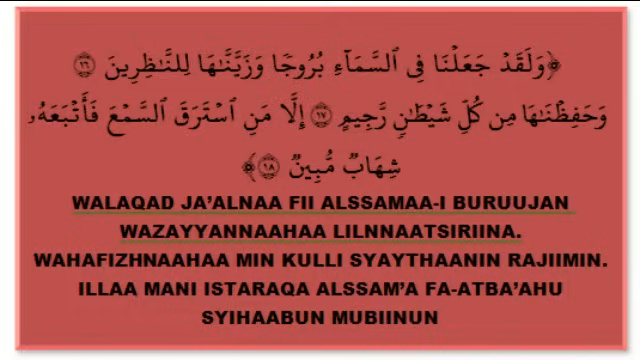 ﴿وَلَقَدْ جَعَلْنَا فِي ٱلسَّمَآءِ بُرُوجًا وَزَيَّنَّٰهَا لِلنَّٰظِرِينَ ١٦
وَحَفِظْنَٰهَا مِن كُلِّ شَيْطَٰنٍ رَّجِيمٍ ١٧ إِلَّا مَنِ ٱسْتَرَقَ ٱلسَّمْعَ فَأَتْبَعَهُۥ
شِهَابٌ مُّبِينٌ ١٨﴾
WALAQAD JA’ALNAA FII ALSSAMAA-I BURUUJAN
WAZAYYANNAAHAA LILNNAATSIRIINA.
WAHAFIZHNAAHAA MIN KULLI SYAYTHAANIN RAJIIMIN.
ILLAA MANI ISTARAQA ALSSAM’A FA-ATBA’AHU
SYIHAABUN MUBIINUN